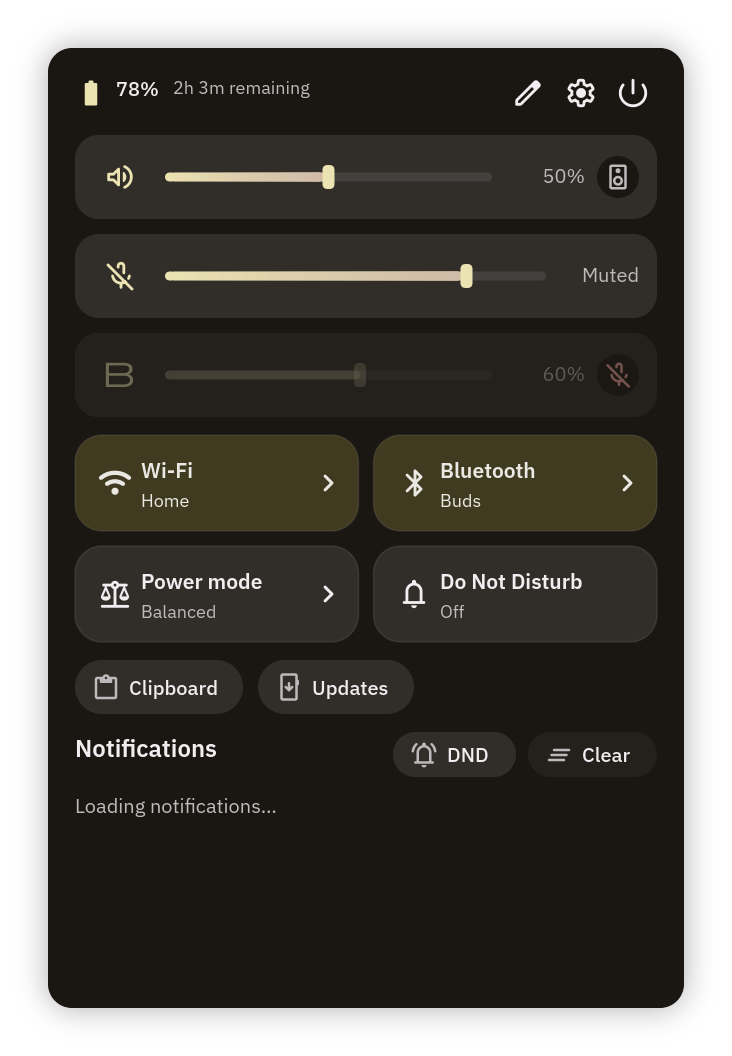 78% 2h 3m remaining
50%
Muted
60%
Wi-Fi
Home
Bluetooth
Buds
Power mode
Balanced
Do Not Disturb
Off
Clipboard
Updates
Notifications
DND
Clear
Loading notifications...